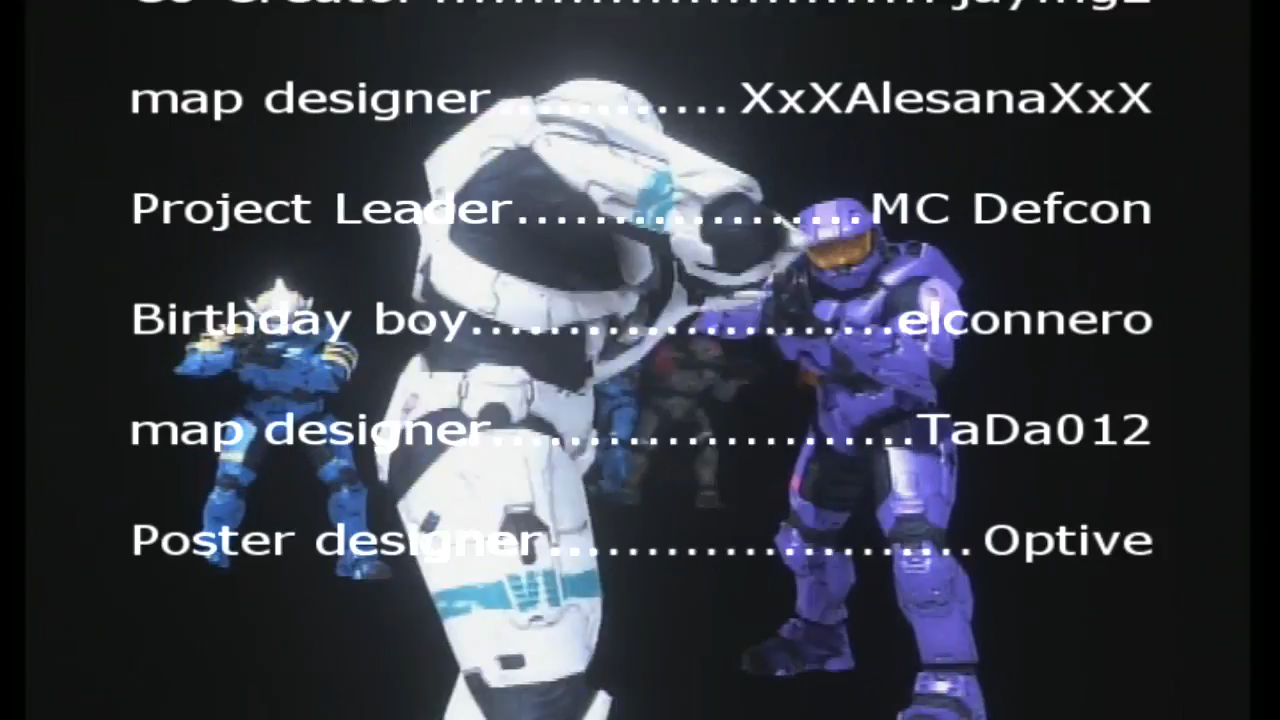 map designer............ XxXAlesanaXxX
Project Leader..................MC Defcon
Birthday boy......................elconnero
map designer......................TaDa012
Poster designer...................... Optive